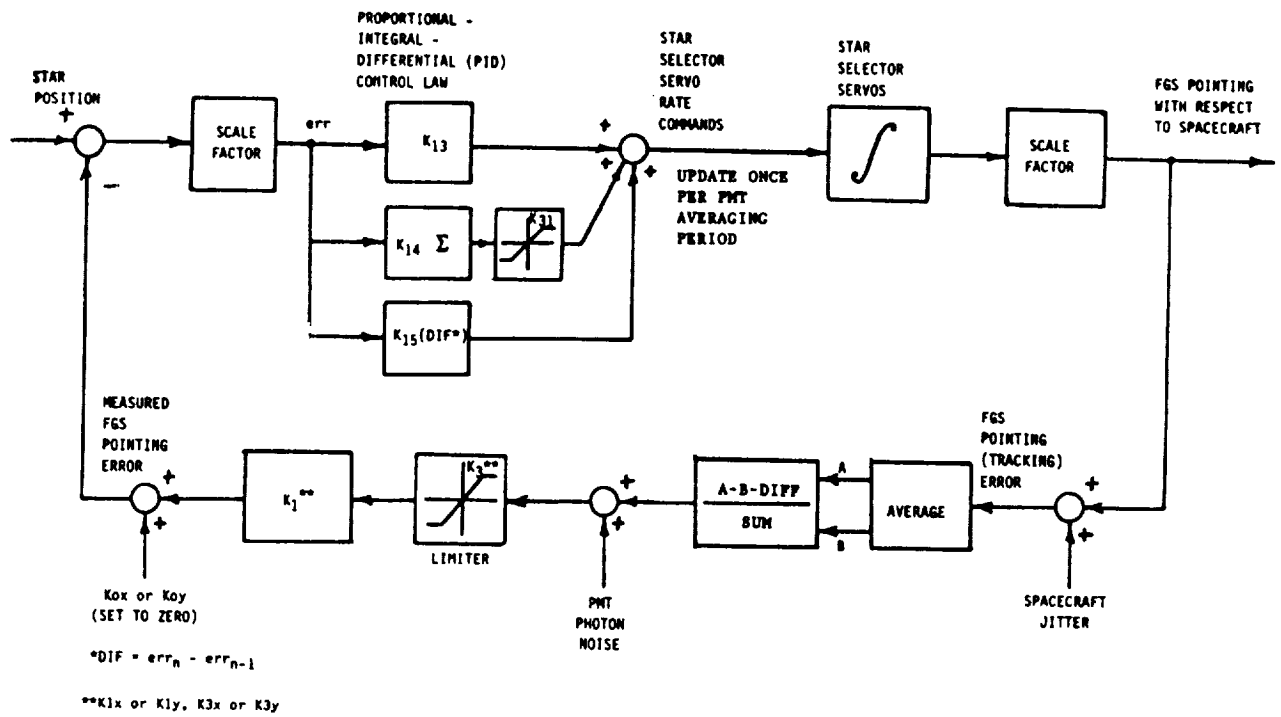 PROPORTIONAL -
INTEGRAL -
DIFFERENTIAL (PID)
CONTROL LAW
STAR
SELECTOR
SERVO
RATE
COMMANDS
STAR
SELECTOR
SERVOS
FGS POINTING
WITH RESPECT
TO SPACECRAFT
STAR
POSITION
+
-
SCALE
FACTOR
err
K13
+
+
+
∫
SCALE
FACTOR
UPDATE ONCE
PER PMT
AVERAGING
PERIOD
K14 Σ
K31
K15(DIF*)
MEASURED
FGS
POINTING
ERROR
+
+
K1**
K3**
LIMITER
+
+
A-B-DIFF
SUM
A
B
AVERAGE
FGS
POINTING
(TRACKING)
ERROR
+
+
Kox or Koy
(SET TO ZERO)
PMT
PHOTON
NOISE
SPACECRAFT
JITTER
*DIF = errn - errn-1
**K1x or K1y, K3x or K3y